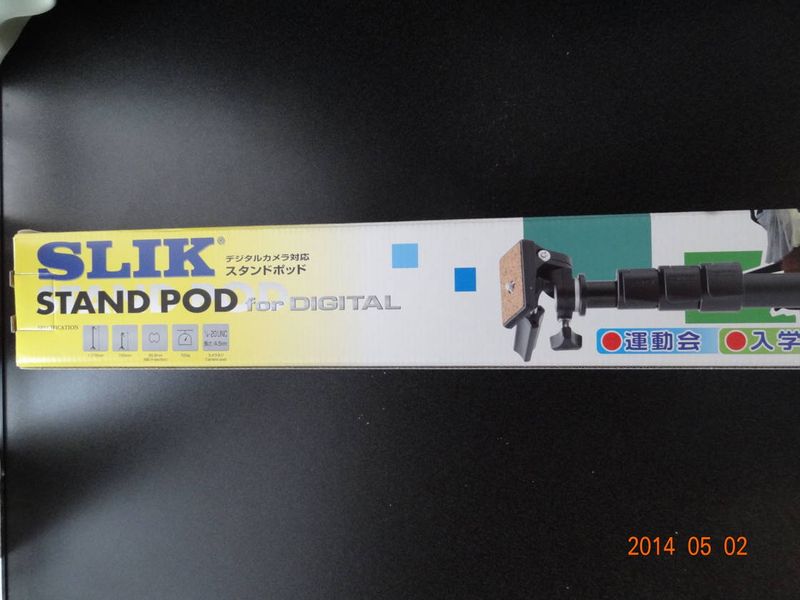 SLIK®
デジタルカメラ対応
スタンドポッド
STAND POD for DIGITAL
SPECIFICATION
運動会
入学
2014 05 02